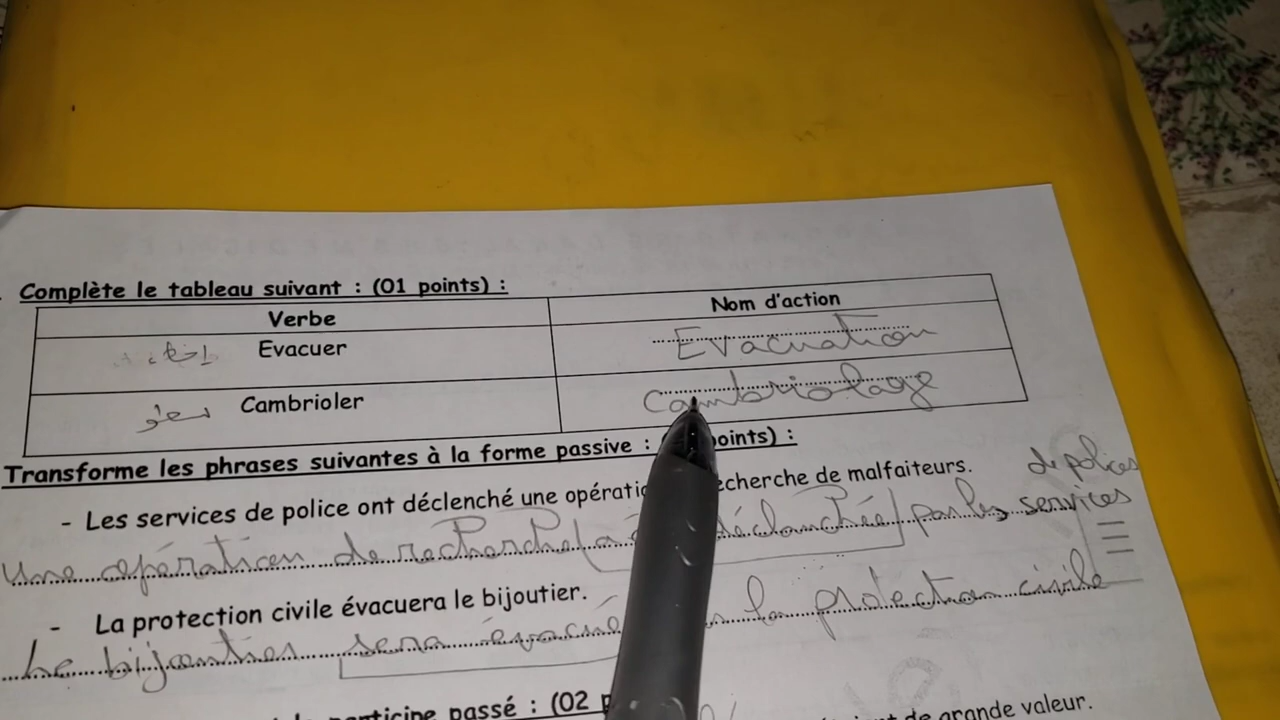 Complète le tableau suivant : (01 points) :
Verbe
Nom d'action
Evacuer
Evacuation
Cambrioler
Cambriolage
Transforme les phrases suivantes à la forme passive : points) :
- Les services de police ont déclenché une opératio echerche de malfaiteurs.
de polices
Une opération de recherche a déclanchée par les services
- La protection civile évacuera le bijoutier.
Le bijoutier sera évacué la protection civile
participe passé : (02 p
de grande valeur.